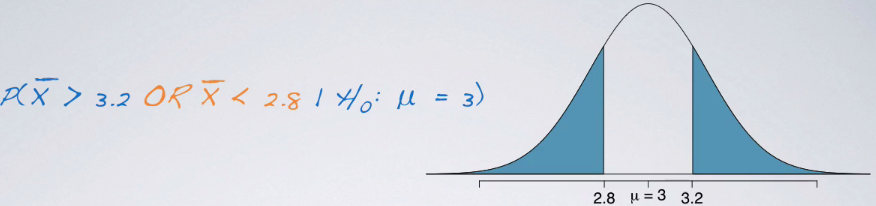 P(X̄ > 3.2 OR X̄ < 2.8 | H₀: μ = 3)
2.8 μ = 3 3.2